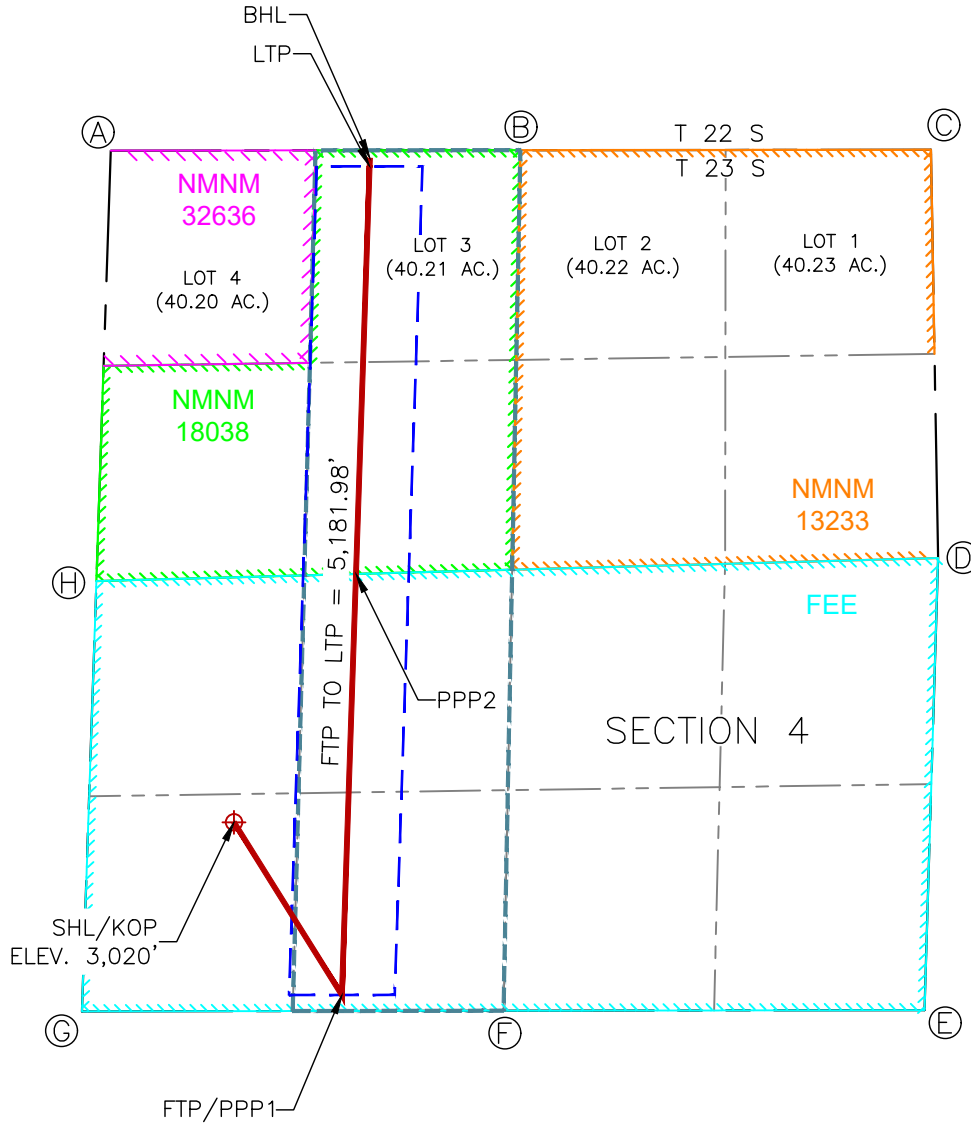 BHL
LTP
A
B
C
T 22 S
T 23 S
NMNM
32636
LOT 4
(40.20 AC.)
LOT 3
(40.21 AC.)
LOT 2
(40.22 AC.)
LOT 1
(40.23 AC.)
NMNM
18038
NMNM
13233
FTP TO LTP = 5,181.98'
H
D
FEE
PPP2
SECTION 4
SHL/KOP
ELEV. 3,020'
G
F
E
FTP/PPP1